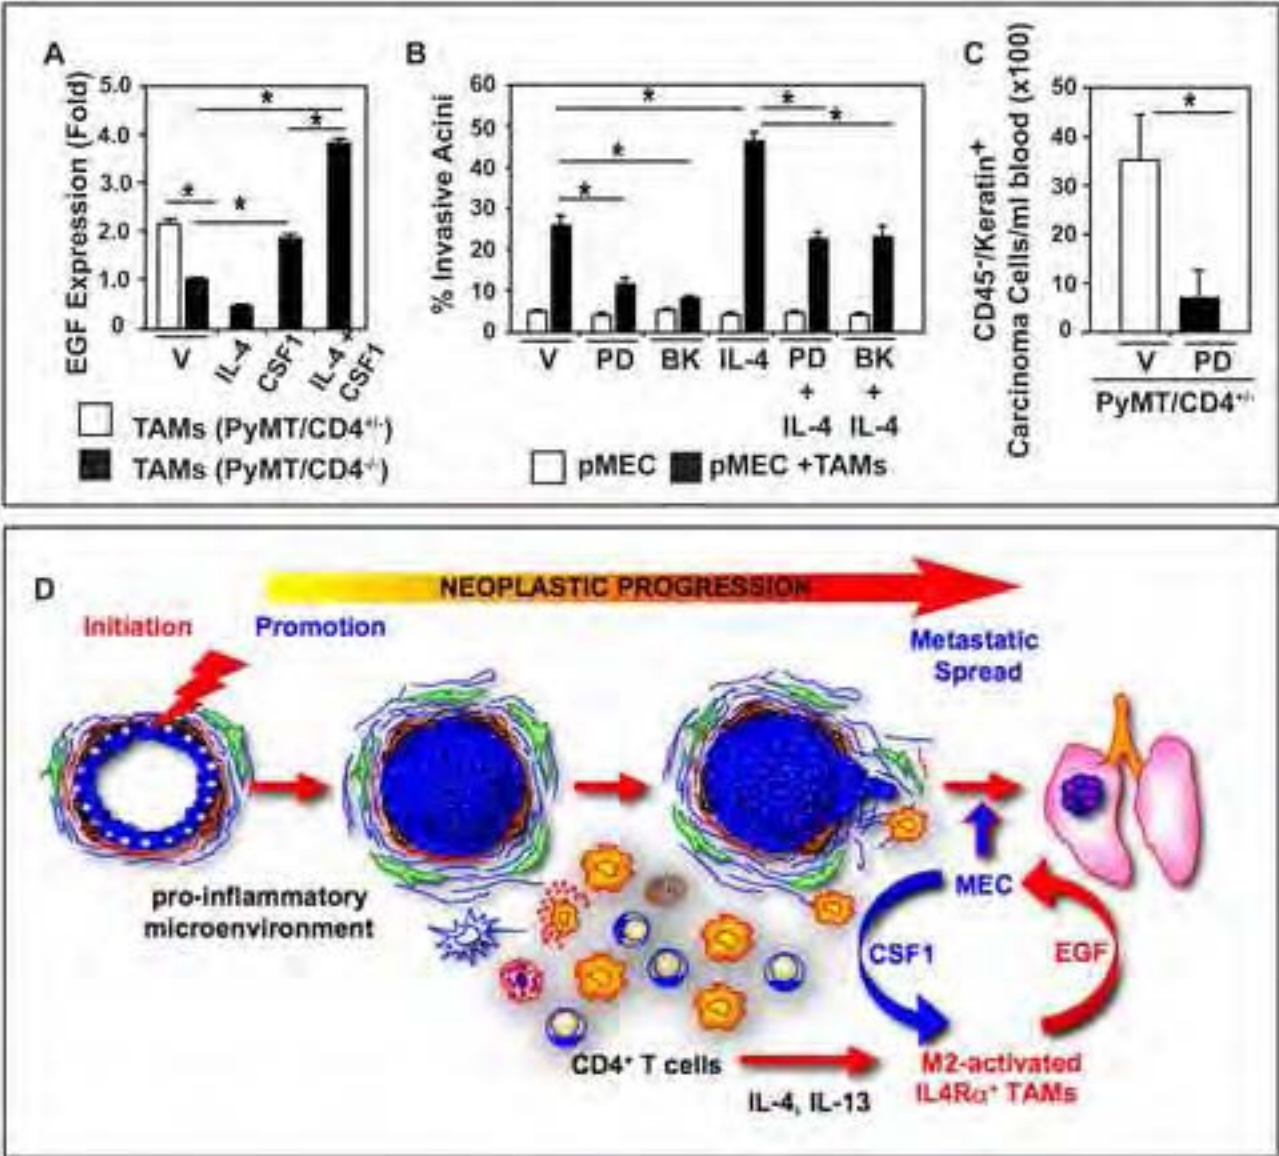 A
EGF Expression (Fold)
5.0
4.0
3.0
2.0
1.0
0
*
*
*
*
V
IL-4
CSF1
IL-4 +
CSF1
TAMs (PyMT/CD4+/-)
TAMs (PyMT/CD4-/-)
B
% Invasive Acini
60
50
40
30
20
10
0
*
*
*
*
*
V
PD
BK
IL-4
PD
+
IL-4
BK
+
IL-4
pMEC
pMEC +TAMs
C
CD45-/Keratin+
Carcinoma Cells/ml blood (x100)
50
40
30
20
10
0
*
V
PD
PyMT/CD4+/-
D
NEOPLASTIC PROGRESSION
Initiation
Promotion
Metastatic
Spread
pro-inflammatory
microenvironment
MEC
CSF1
EGF
CD4+ T cells
IL-4, IL-13
M2-activated
IL4Rα+ TAMs